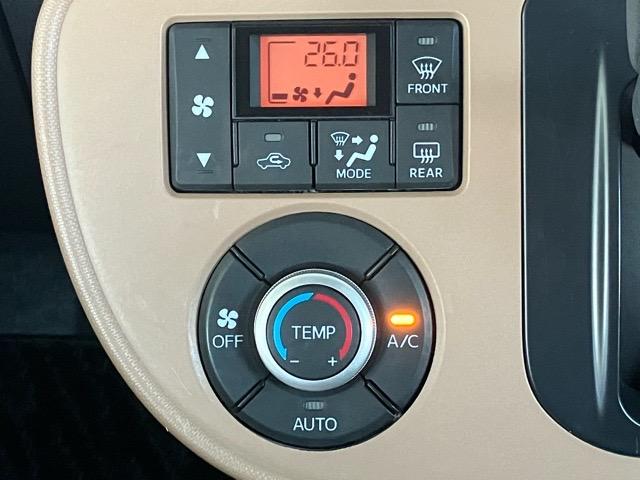 26.0
FRONT
MODE
REAR
OFF
TEMP
A/C
- +
AUTO